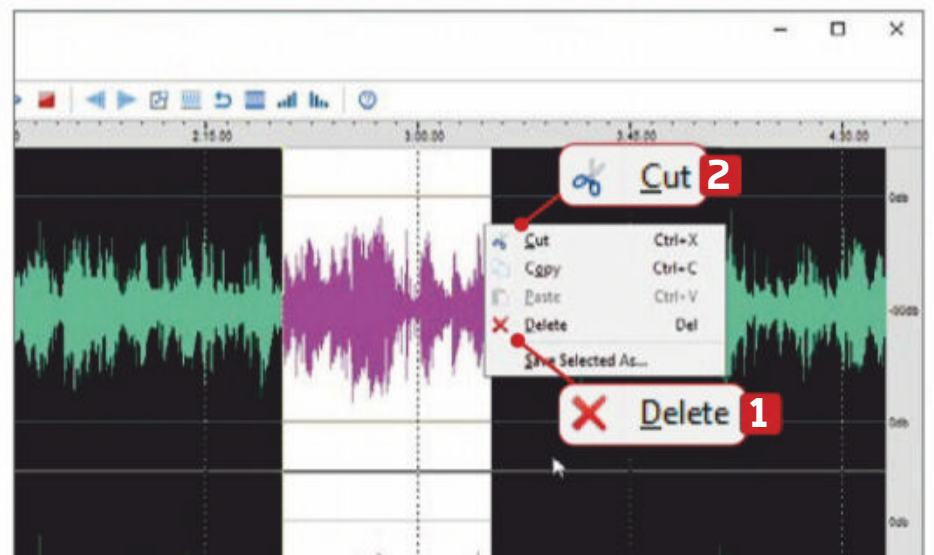 2:15:00 3:00:00 3:45:00 4:30:00
Cut 2
0db
Cut Ctrl+X
Copy Ctrl+C
Paste Ctrl+V
-90db
Delete Del
Save Selected As...
Delete 1
0db
0db